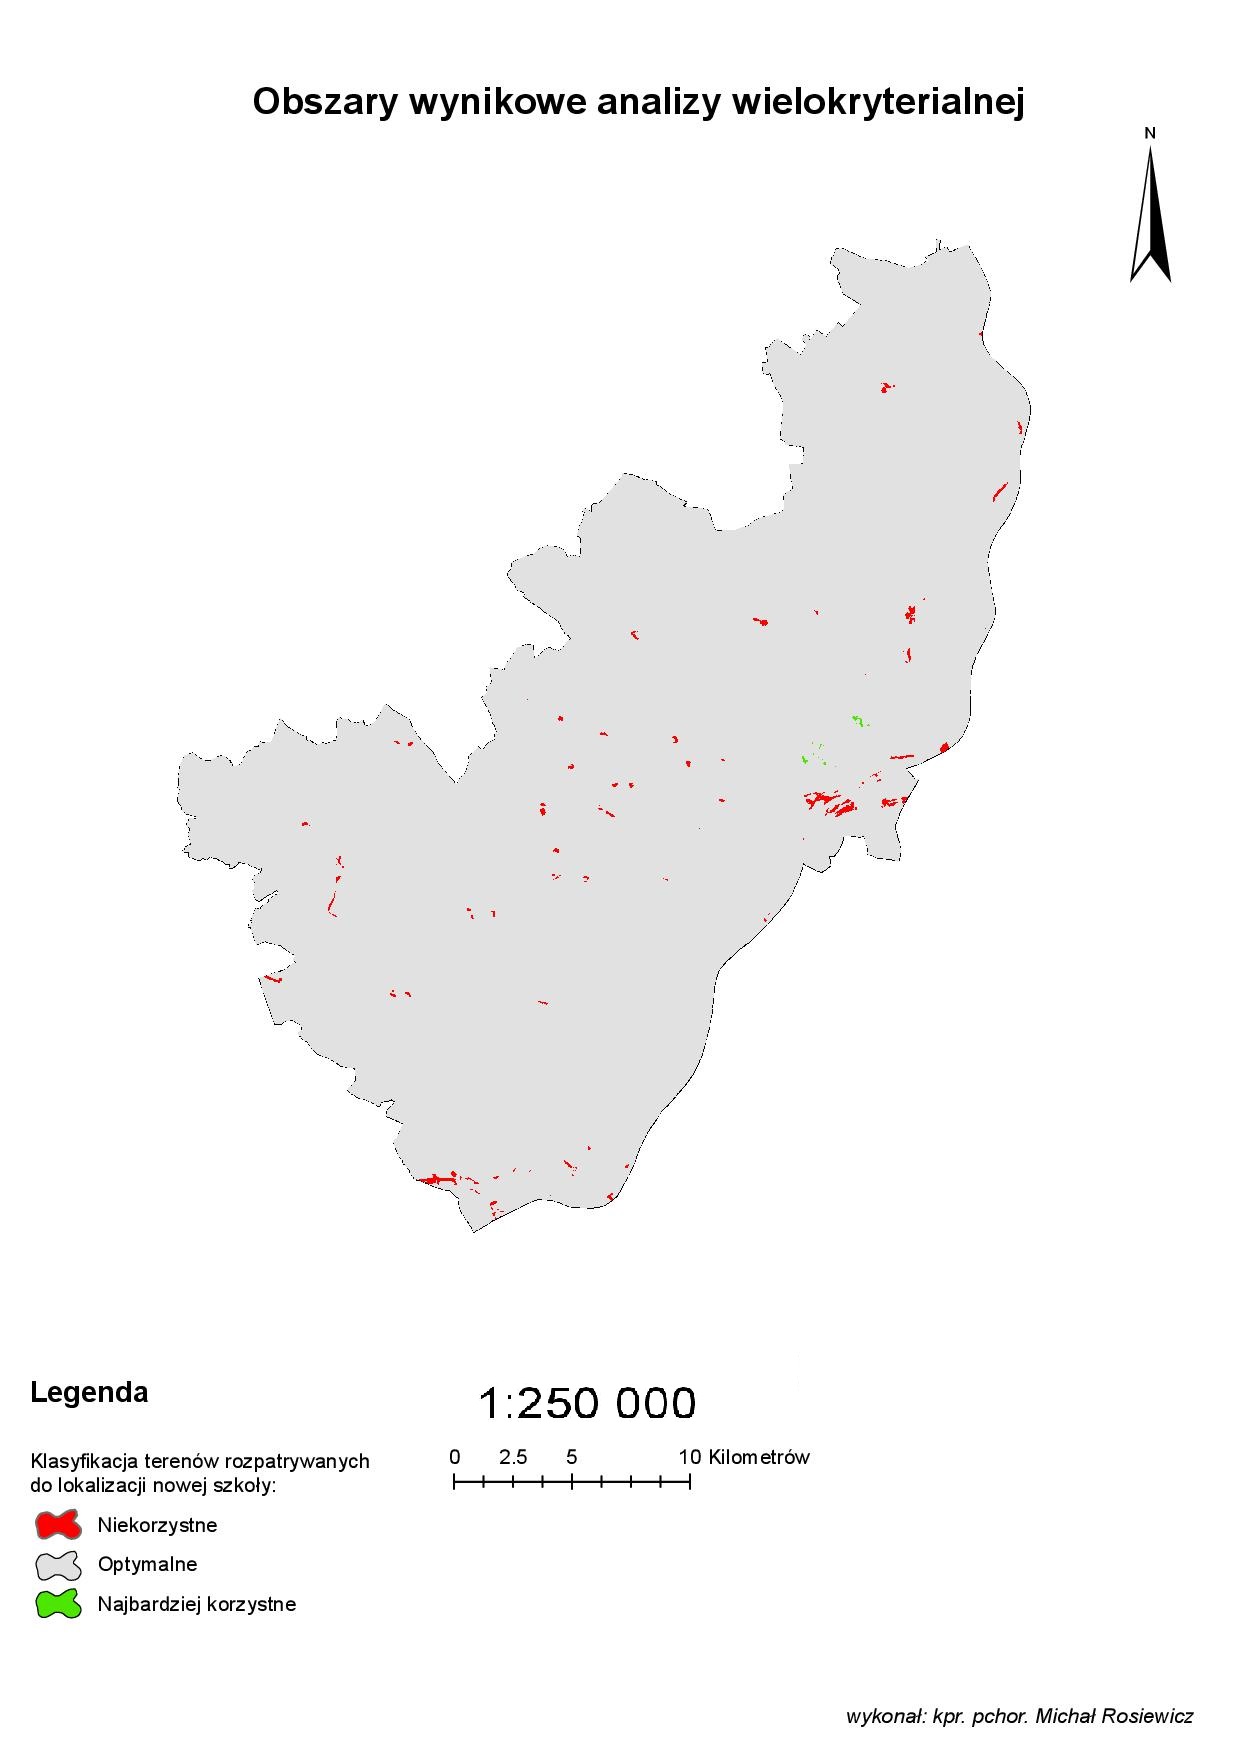 Obszary wynikowe analizy wielokryterialnej
N
Legenda
1:250 000
0 2.5 5 10 Kilometrów
Klasyfikacja terenów rozpatrywanych
do lokalizacji nowej szkoły:
Niekorzystne
Optymalne
Najbardziej korzystne
wykonał: kpr. pchor. Michał Rosiewicz